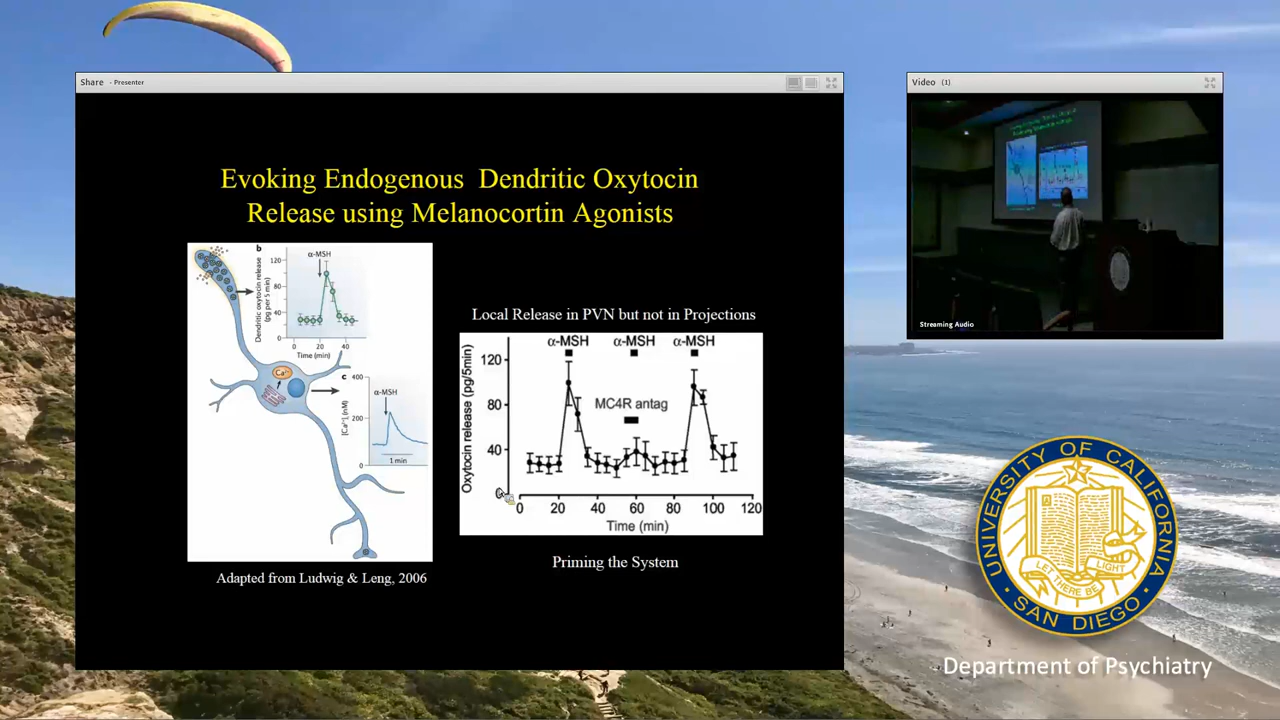 Share - Presenter
Evoking Endogenous Dendritic Oxytocin
Release using Melanocortin Agonists
b
α-MSH
Dendritic oxytocin release
(pg per 5 min)
120
80
40
0
0
20
40
Time (min)
Ca²⁺
c
400
α-MSH
[Ca²⁺]ᵢ (nM)
200
0
1 min
Adapted from Ludwig & Leng, 2006
Local Release in PVN but not in Projections
α-MSH
α-MSH
α-MSH
MC4R antag
Oxytocin release (pg/5min)
120
80
40
0
0
20
40
60
80
100
120
Time (min)
Priming the System
Video (1)
Streaming Audio
UNIVERSITY OF CALIFORNIA
LET THERE BE LIGHT
SAN DIEGO
Department of Psychiatry